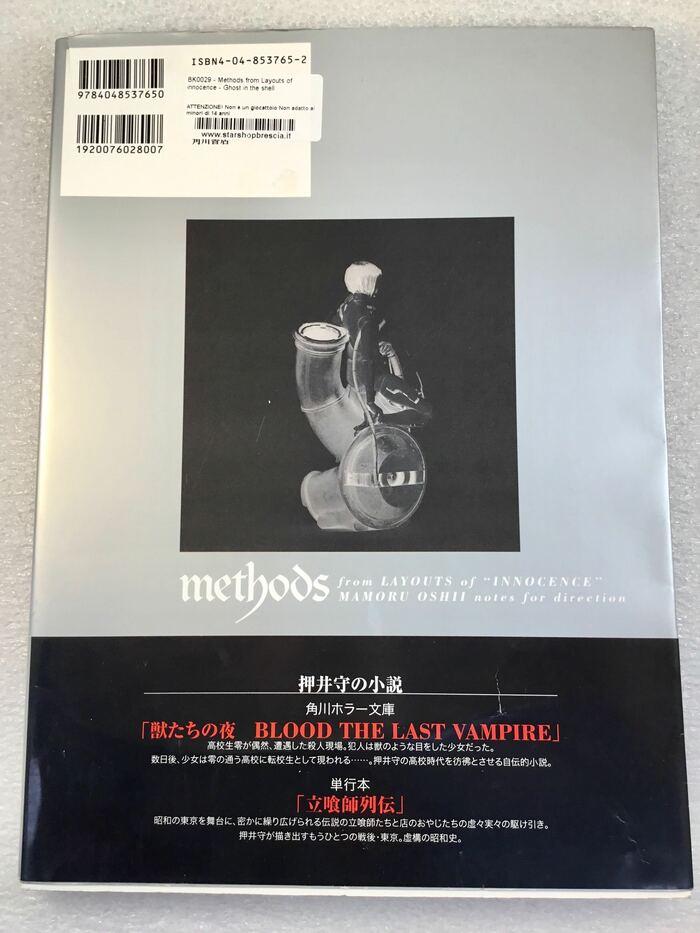 ISBN4-04-853765-2
9784048537650
BK0029 - Methods from Layouts of
innocence - Ghost in the shell
ATTENZIONE! Non è un giocattolo Non adatto ai
minori di 14 anni
www.starshopbrescia.it
1920076028007
角川書店
methods from LAYOUTS of "INNOCENCE"
MAMORU OSHII notes for direction
押井守の小説
角川ホラー文庫
「獣たちの夜 BLOOD THE LAST VAMPIRE」
高校生零が偶然、遭遇した殺人現場。犯人は獣のような目をした少女だった。
数日後、少女は零の通う高校に転校生として現われる……。押井守の高校時代を彷彿とさせる自伝的小説。
単行本
「立喰師列伝」
昭和の東京を舞台に、密かに繰り広げられる伝説の立喰師たちと店のおやじたちの虚々実々の駆け引き。
押井守が描き出すもうひとつの戦後・東京。虚構の昭和史。